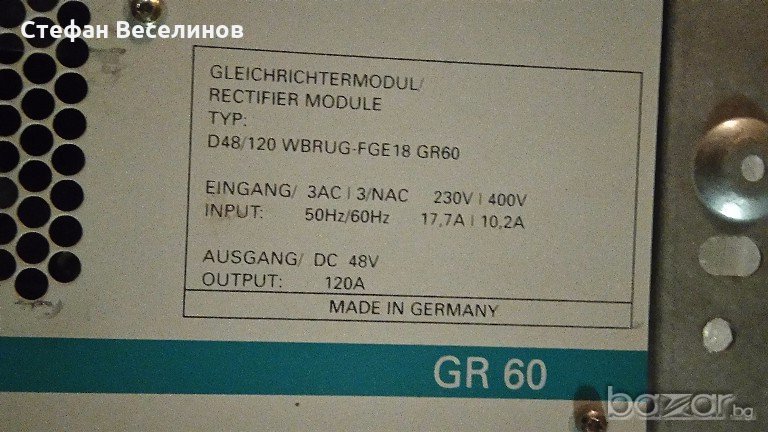 Стефан Веселинов
GLEICHRICHTERMODUL/
RECTIFIER MODULE
TYP:
D48/120 WBRUG-FGE18 GR60
EINGANG/ 3AC | 3/NAC 230V | 400V
INPUT: 50Hz/60Hz 17,7A | 10,2A
AUSGANG/ DC 48V
OUTPUT: 120A
MADE IN GERMANY
GR 60
bazar.bg